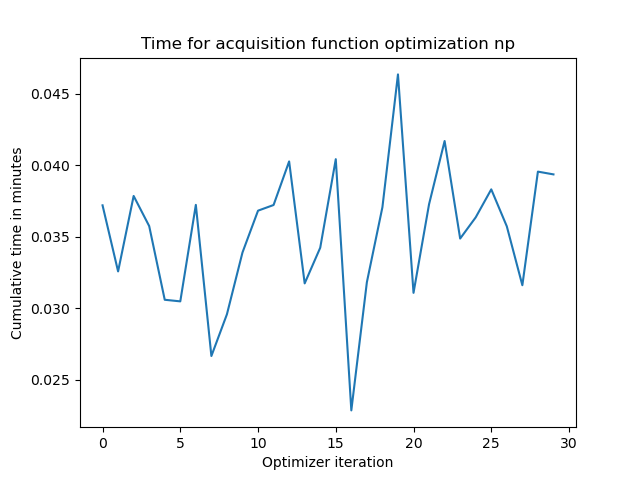 Time for acquisition function optimization np
0.045
0.040
0.035
0.030
0.025
Cumulative time in minutes
0 5 10 15 20 25 30
Optimizer iteration